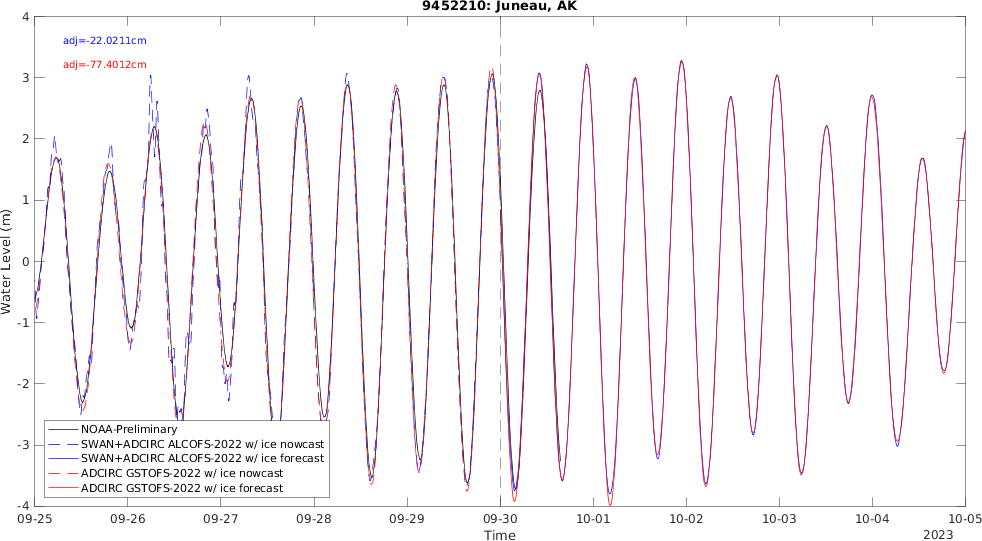 9452210: Juneau, AK
adj=-22.0211cm
adj=-77.4012cm
Water Level (m)
4
3
2
1
0
-1
-2
-3
-4
NOAA-Preliminary
SWAN+ADCIRC ALCOFS-2022 w/ ice nowcast
SWAN+ADCIRC ALCOFS-2022 w/ ice forecast
ADCIRC GSTOFS-2022 w/ ice nowcast
ADCIRC GSTOFS-2022 w/ ice forecast
09-25 09-26 09-27 09-28 09-29 09-30 10-01 10-02 10-03 10-04 10-05
Time
2023